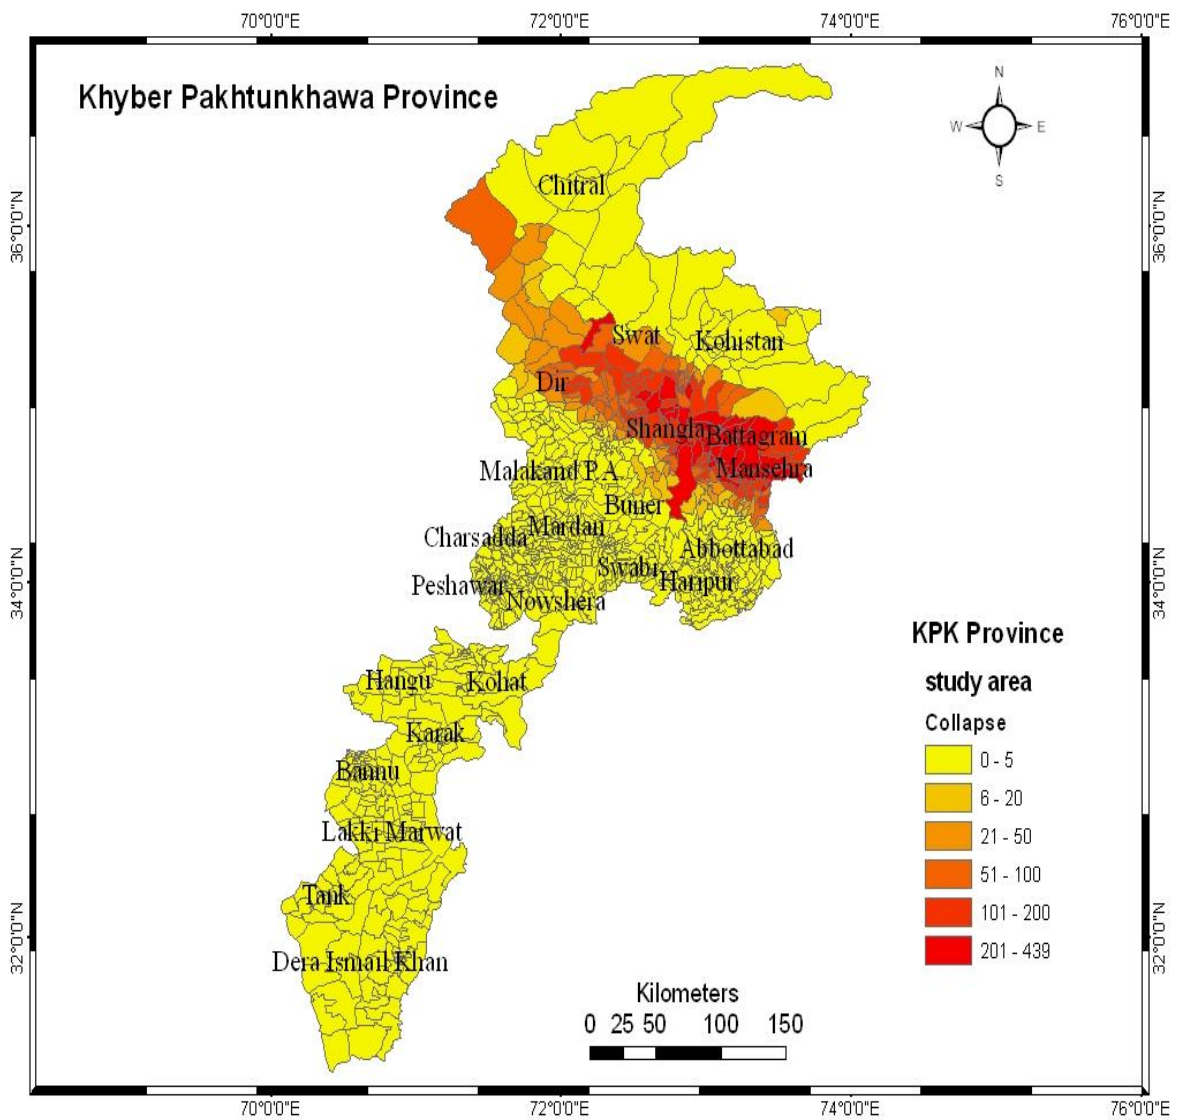 70°0'0"E 72°0'0"E 74°0'0"E 76°0'0"E
Khyber Pakhtunkhawa Province
N
W E
S
Chitral
36°0'0"N 36°0'0"N
Swat
Kohistan
Dir
Shangla Battagram
Malakand P.A Mansehra
Buner
Charsadda Mardan
Abbottabad
Swabi
Peshawar Haripur
Nowshera
34°0'0"N 34°0'0"N
KPK Province
study area
Collapse
0 - 5
6 - 20
21 - 50
51 - 100
101 - 200
201 - 439
Hangu Kohat
Karak
Bannu
Lakki Marwat
Tank
Dera Ismail Khan
32°0'0"N 32°0'0"N
Kilometers
0 25 50 100 150
70°0'0"E 72°0'0"E 74°0'0"E 76°0'0"E